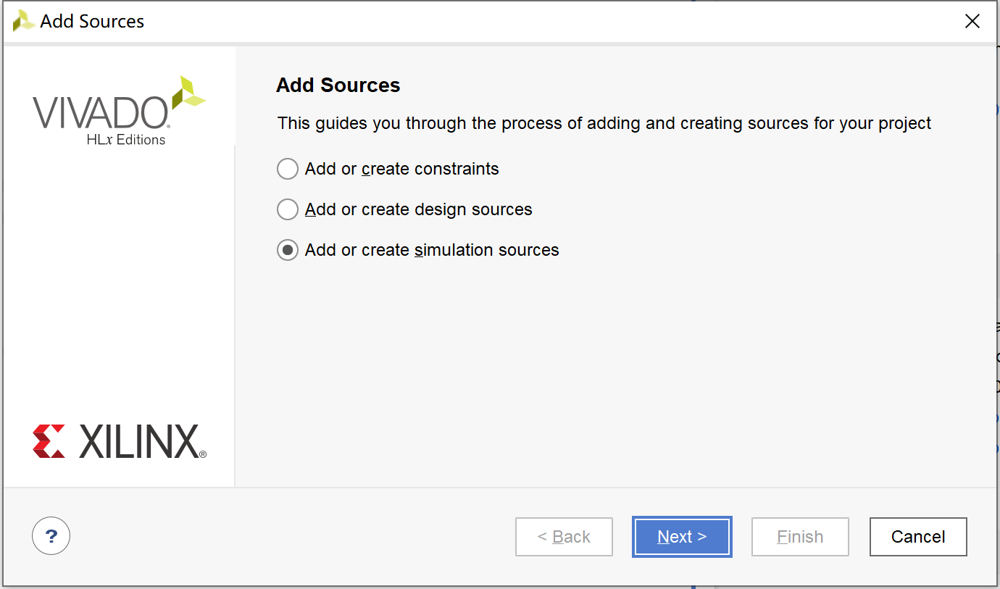 Add Sources
VIVADO®
HLx Editions
Add Sources
This guides you through the process of adding and creating sources for your project
Add or create constraints
Add or create design sources
Add or create simulation sources
XILINX®
?
< Back
Next >
Finish
Cancel